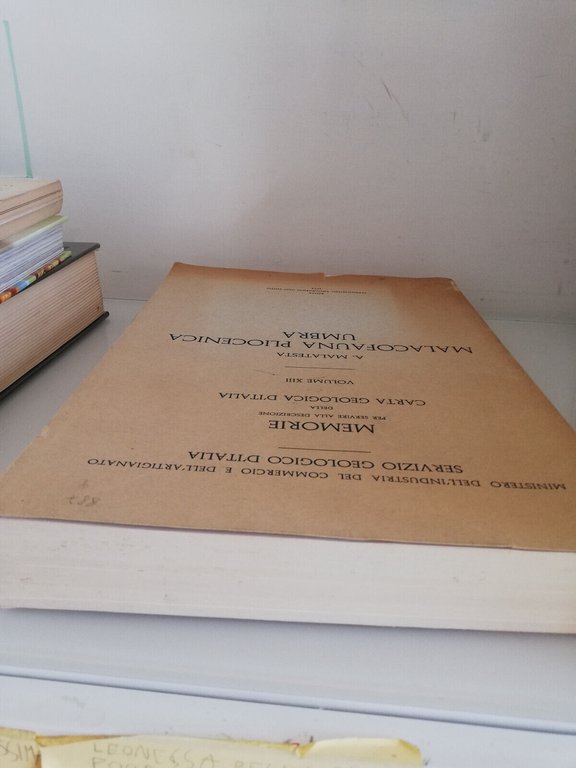 MINISTERO DELL'INDUSTRIA DEL COMMERCIO E DELL'ARTIGIANATO
SERVIZIO GEOLOGICO D'ITALIA
MEMORIE
PER SERVIRE ALLA DESCRIZIONE
DELLA
CARTA GEOLOGICA D'ITALIA
VOLUME XIII
A. MALATESTA
MALACOFAUNA PLIOCENICA
UMBRA
LEONESSA